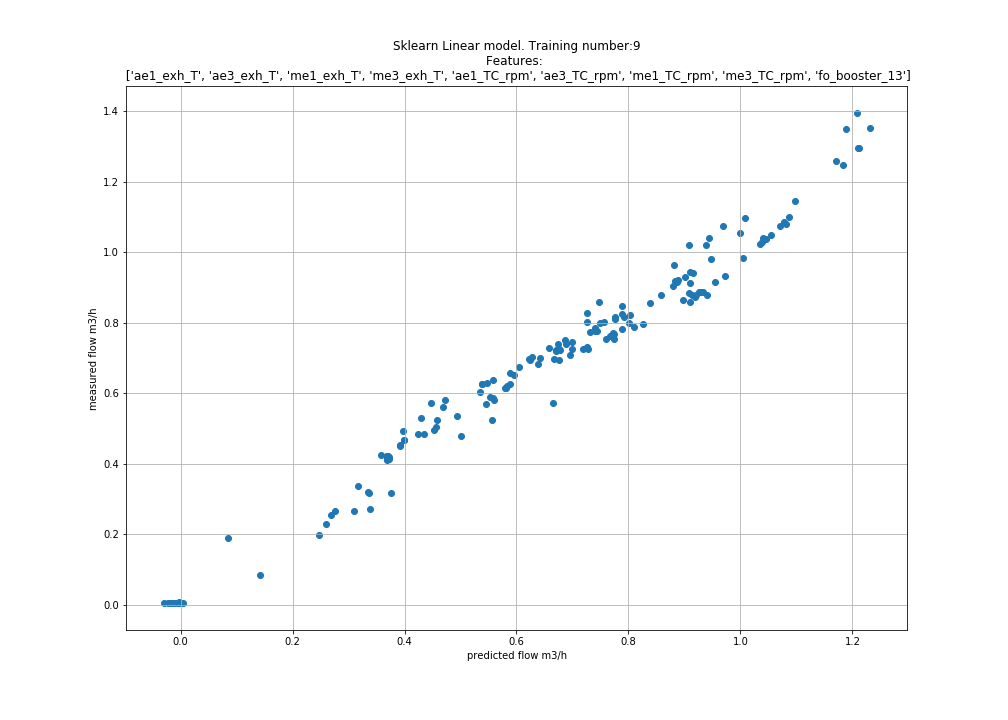 Sklearn Linear model. Training number:9
Features:
['ae1_exh_T', 'ae3_exh_T', 'me1_exh_T', 'me3_exh_T', 'ae1_TC_rpm', 'ae3_TC_rpm', 'me1_TC_rpm', 'me3_TC_rpm', 'fo_booster_13']
1.4
1.2
1.0
0.8
0.6
0.4
0.2
0.0
measured flow m3/h
0.0 0.2 0.4 0.6 0.8 1.0 1.2
predicted flow m3/h